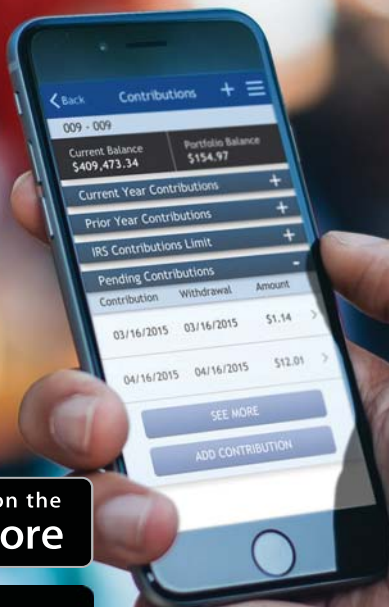 Back Contributions +
009 - 009
Current Balance Portfolio Balance
$409,473.34 $154.97
Current Year Contributions +
Prior Year Contributions +
IRS Contributions Limit +
Pending Contributions -
Contribution Withdrawal Amount
03/16/2015 03/16/2015 $1.14 >
04/16/2015 04/16/2015 $12.01 >
SEE MORE
ADD CONTRIBUTION
on the
ore